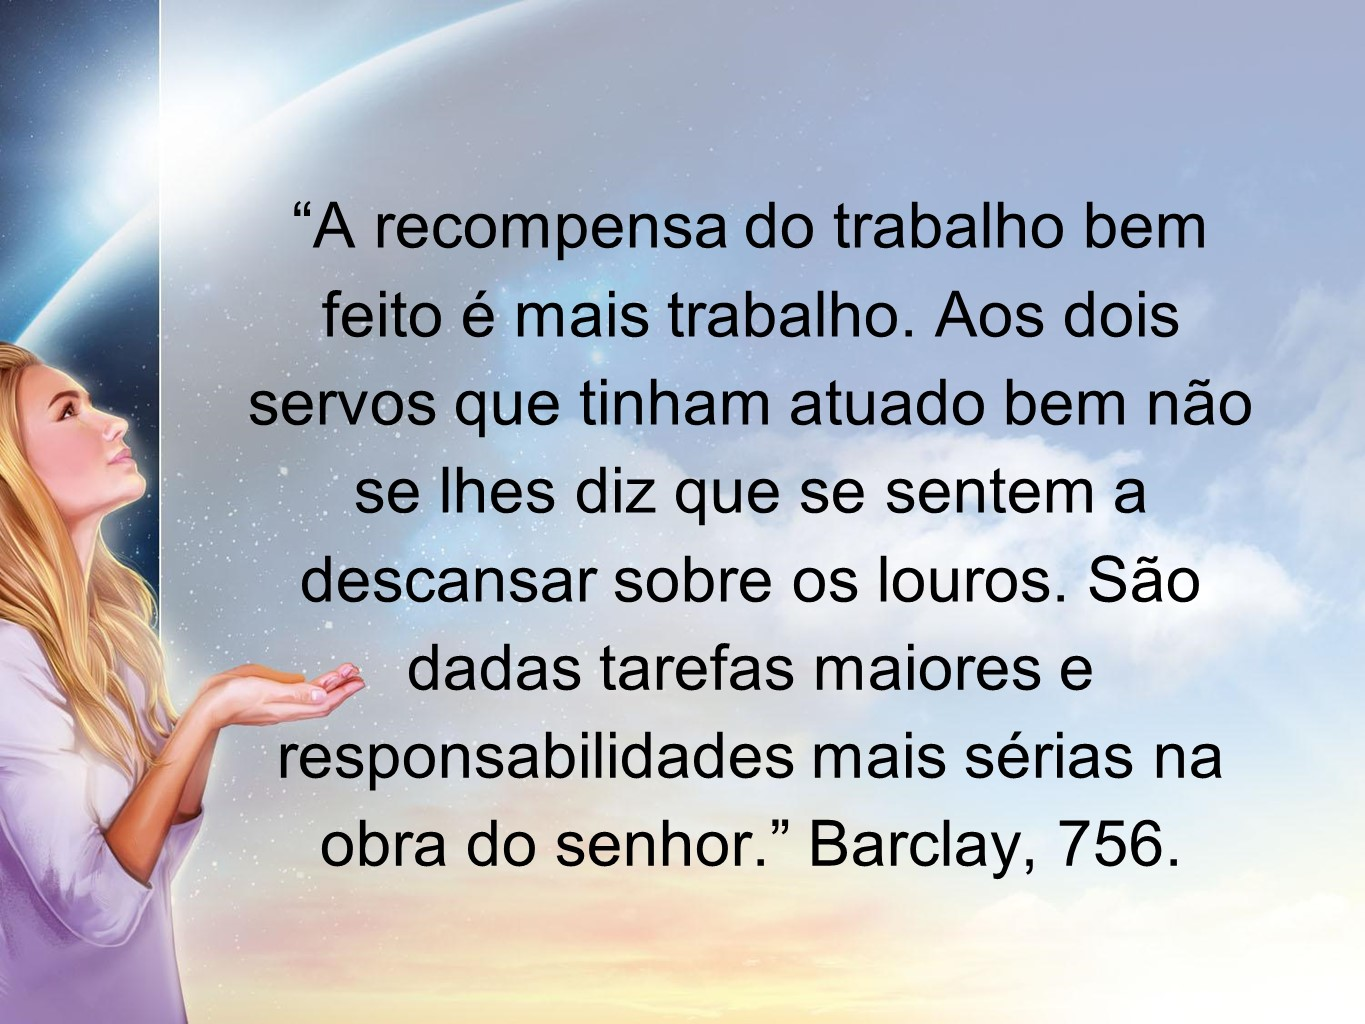 “A recompensa do trabalho bem
feito é mais trabalho. Aos dois
servos que tinham atuado bem não
se lhes diz que se sentem a
descansar sobre os louros. São
dadas tarefas maiores e
responsabilidades mais sérias na
obra do senhor.” Barclay, 756.